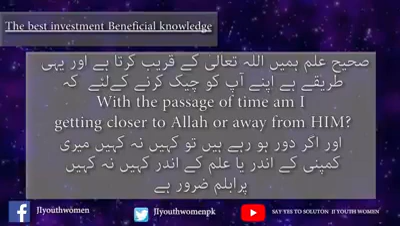 The best investment Beneficial knowledge
صحیح علم ہمیں اللہ تعالیٰ کے قریب کرتا ہے اور یہی
طریقے ہے اپنے آپ کو چیک کرنے کےلئے کہ
With the passage of time am I
getting closer to Allah or away from HIM?
اور اگر دور ہو رہے ہیں تو کہیں نہ کہیں میری
کمپنی کے اندر یا علم کے اندر کہیں نہ کہیں
پرابلم ضرور ہے
JIyouthwomen
JIyouthwomenpk
SAY YES TO SOLUTON JI YOUTH WOMEN